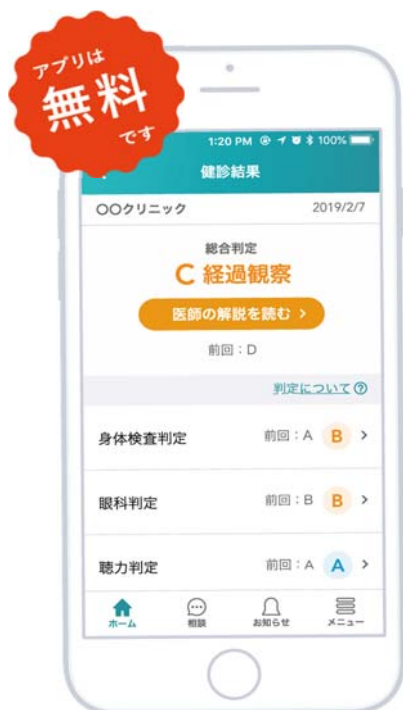 アプリは
無料
です
1:20 PM 100%
健診結果
〇〇クリニック 2019/2/7
総合判定
C 経過観察
医師の解説を読む >
前回：D
判定について?
身体検査判定 前回：A B >
眼科判定 前回：B B >
聴力判定 前回：A A >
ホーム 相談 お知らせ メニュー